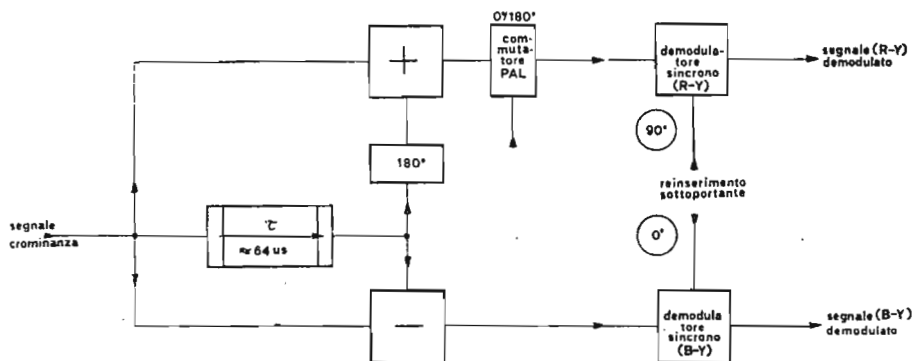 0°/180°
com-
muta-
tore
PAL
demodula-
tore
sincrono
(R-Y)
segnale (R-Y)
demodulato
+
90°
180°
reinserimento
sottoportante
segnale
crominanza
τ
≈ 64 us
0°
−
demodula
tore
sincrono
(B-Y)
segnale (B-Y)
demodulato